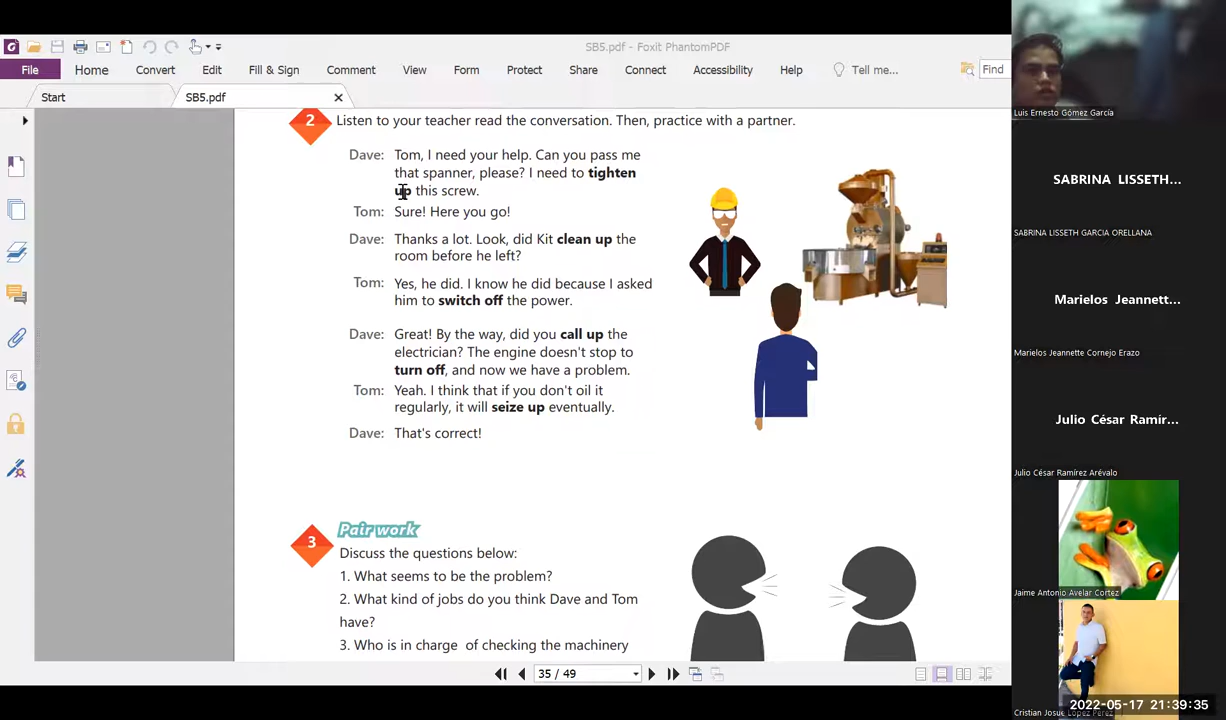 SB5.pdf - Foxit PhantomPDF
File Home Convert Edit Fill & Sign Comment View Form Protect Share Connect Accessibility Help Tell me... Find
Start SB5.pdf
2 Listen to your teacher read the conversation. Then, practice with a partner.
Dave: Tom, I need your help. Can you pass me
that spanner, please? I need to tighten
up this screw.
Tom: Sure! Here you go!
Dave: Thanks a lot. Look, did Kit clean up the
room before he left?
Tom: Yes, he did. I know he did because I asked
him to switch off the power.
Dave: Great! By the way, did you call up the
electrician? The engine doesn't stop to
turn off, and now we have a problem.
Tom: Yeah. I think that if you don't oil it
regularly, it will seize up eventually.
Dave: That's correct!
3 Pair work
Discuss the questions below:
1. What seems to be the problem?
2. What kind of jobs do you think Dave and Tom
have?
3. Who is in charge of checking the machinery
35 / 49
Luis Ernesto Gómez García
SABRINA LISSETH...
SABRINA LISSETH GARCIA ORELLANA
Marielos Jeannett...
Marielos Jeannette Cornejo Erazo
Julio César Ramír...
Julio César Ramírez Arévalo
Jaime Antonio Avelar Cortez
Cristian Josue López Pérez
2022-05-17 21:39:35